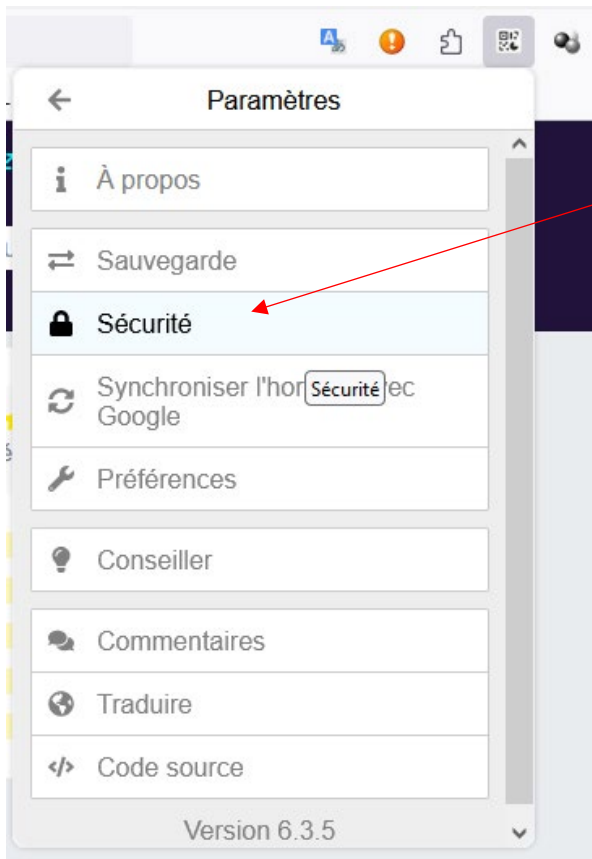 Paramètres
À propos
Sauvegarde
Sécurité
Synchroniser l'hor
Sécurité
ec
Google
Préférences
Conseiller
Commentaires
Traduire
Code source
Version 6.3.5